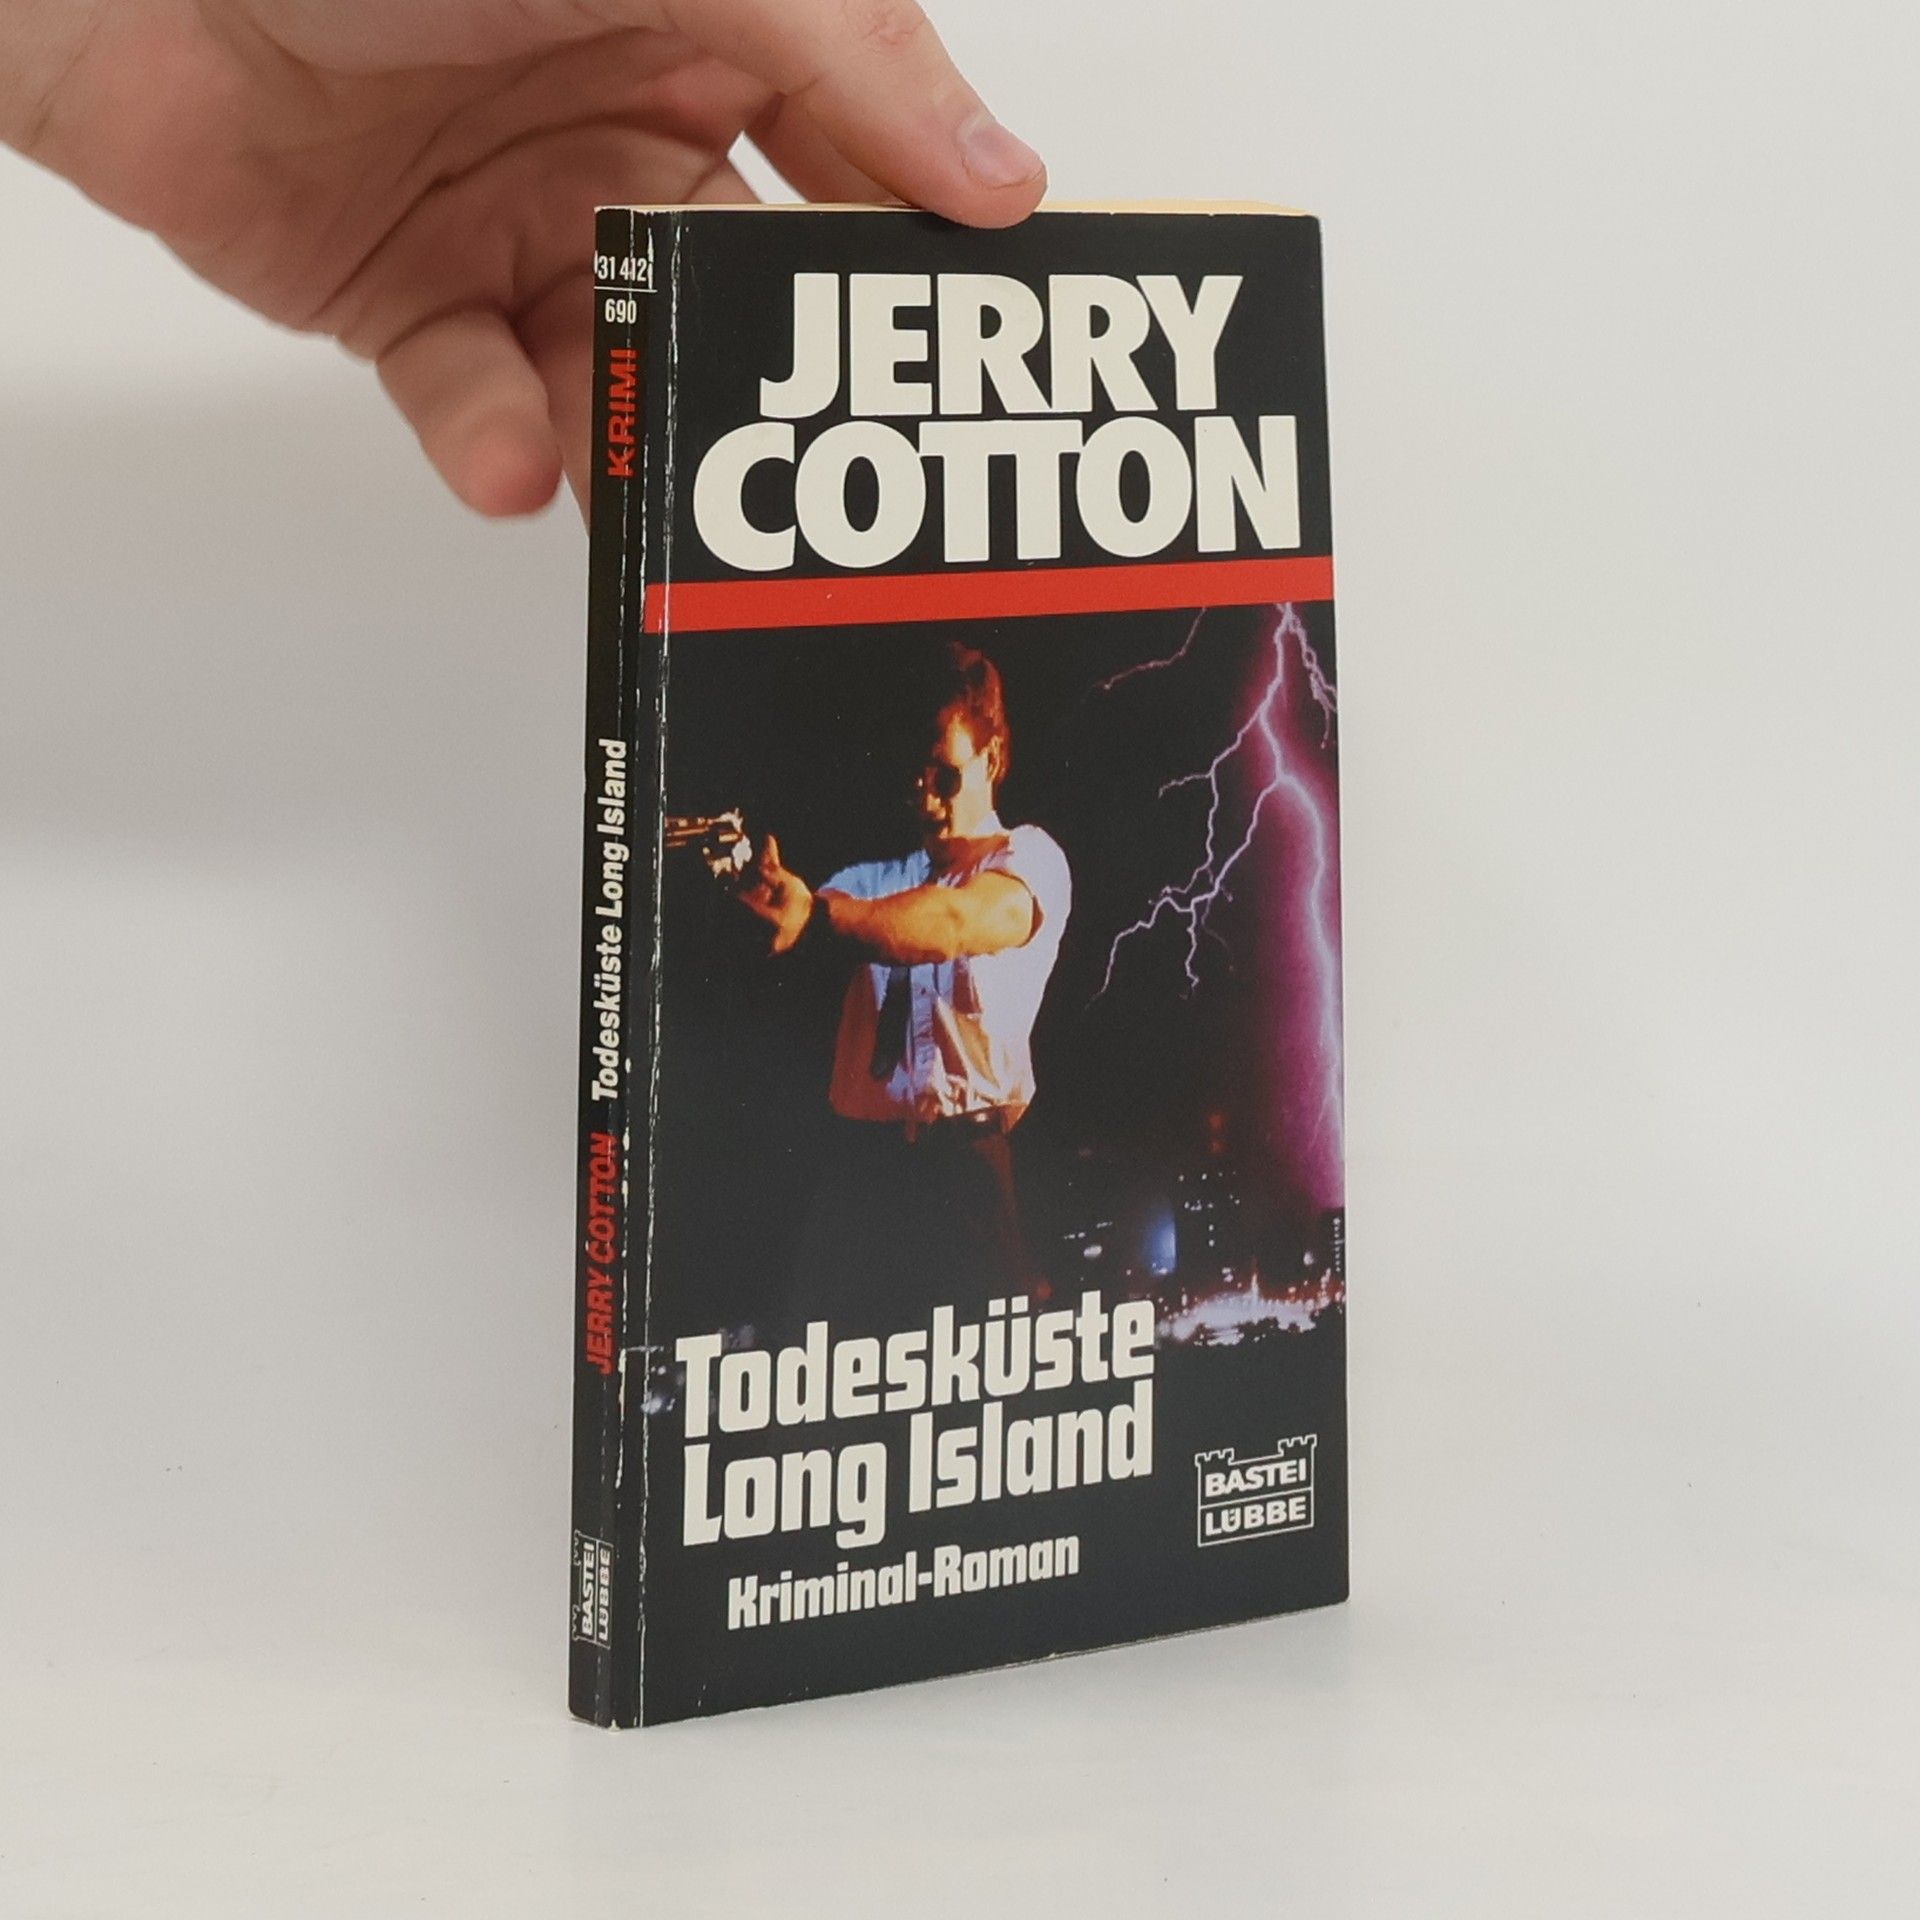 31 412
690
KRIMI
Todesküste Long Island
JERRY COTTON
BASTEI
LÜBBE
JERRY
COTTON
Todesküste
Long Island
Kriminal-Roman
BASTEI
LÜBBE